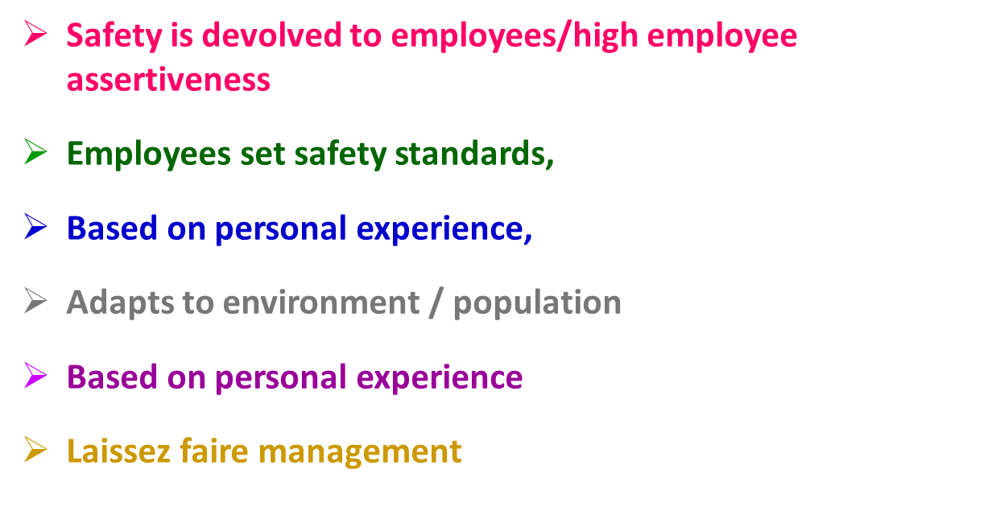 Safety is devolved to employees/high employee
assertiveness
Employees set safety standards,
Based on personal experience,
Adapts to environment / population
Based on personal experience
Laissez faire management